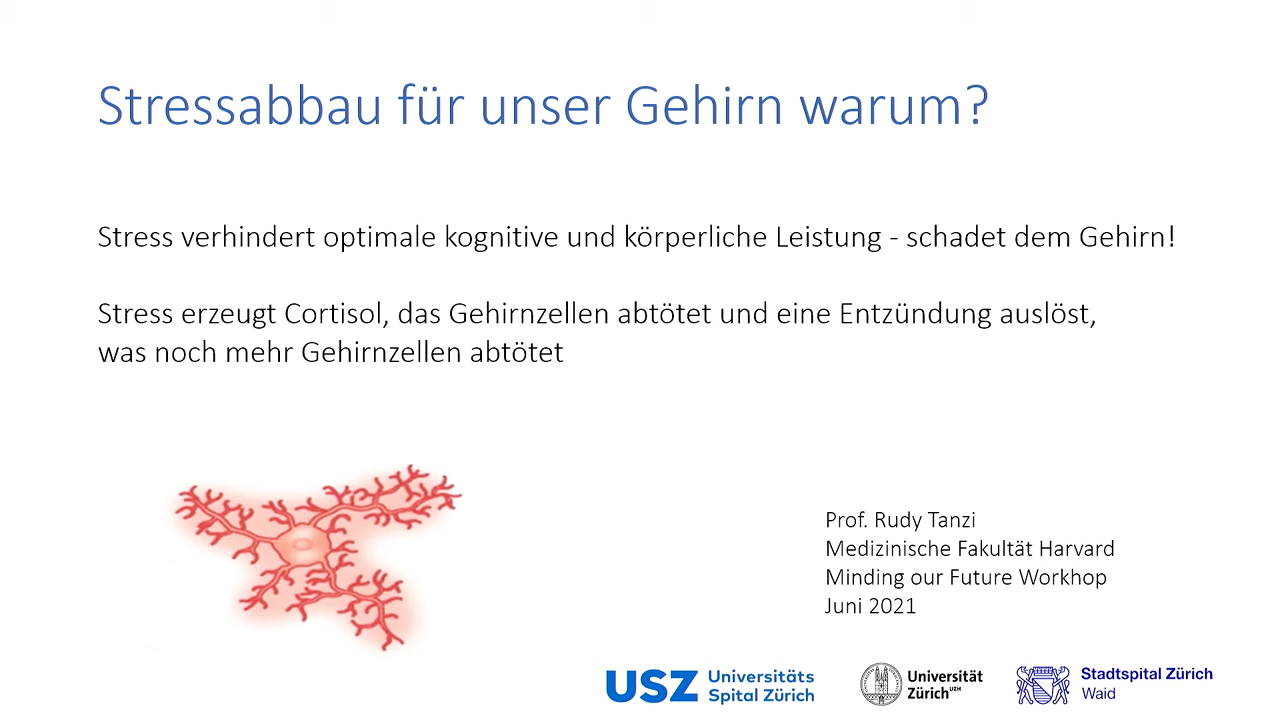 Stressabbau für unser Gehirn warum?
Stress verhindert optimale kognitive und körperliche Leistung - schadet dem Gehirn!
Stress erzeugt Cortisol, das Gehirnzellen abtötet und eine Entzündung auslöst,
was noch mehr Gehirnzellen abtötet
Prof. Rudy Tanzi
Medizinische Fakultät Harvard
Minding our Future Workhop
Juni 2021
USZ Universitäts
Spital Zürich
Universität
Zürich UZH
Stadtspital Zürich
Waid